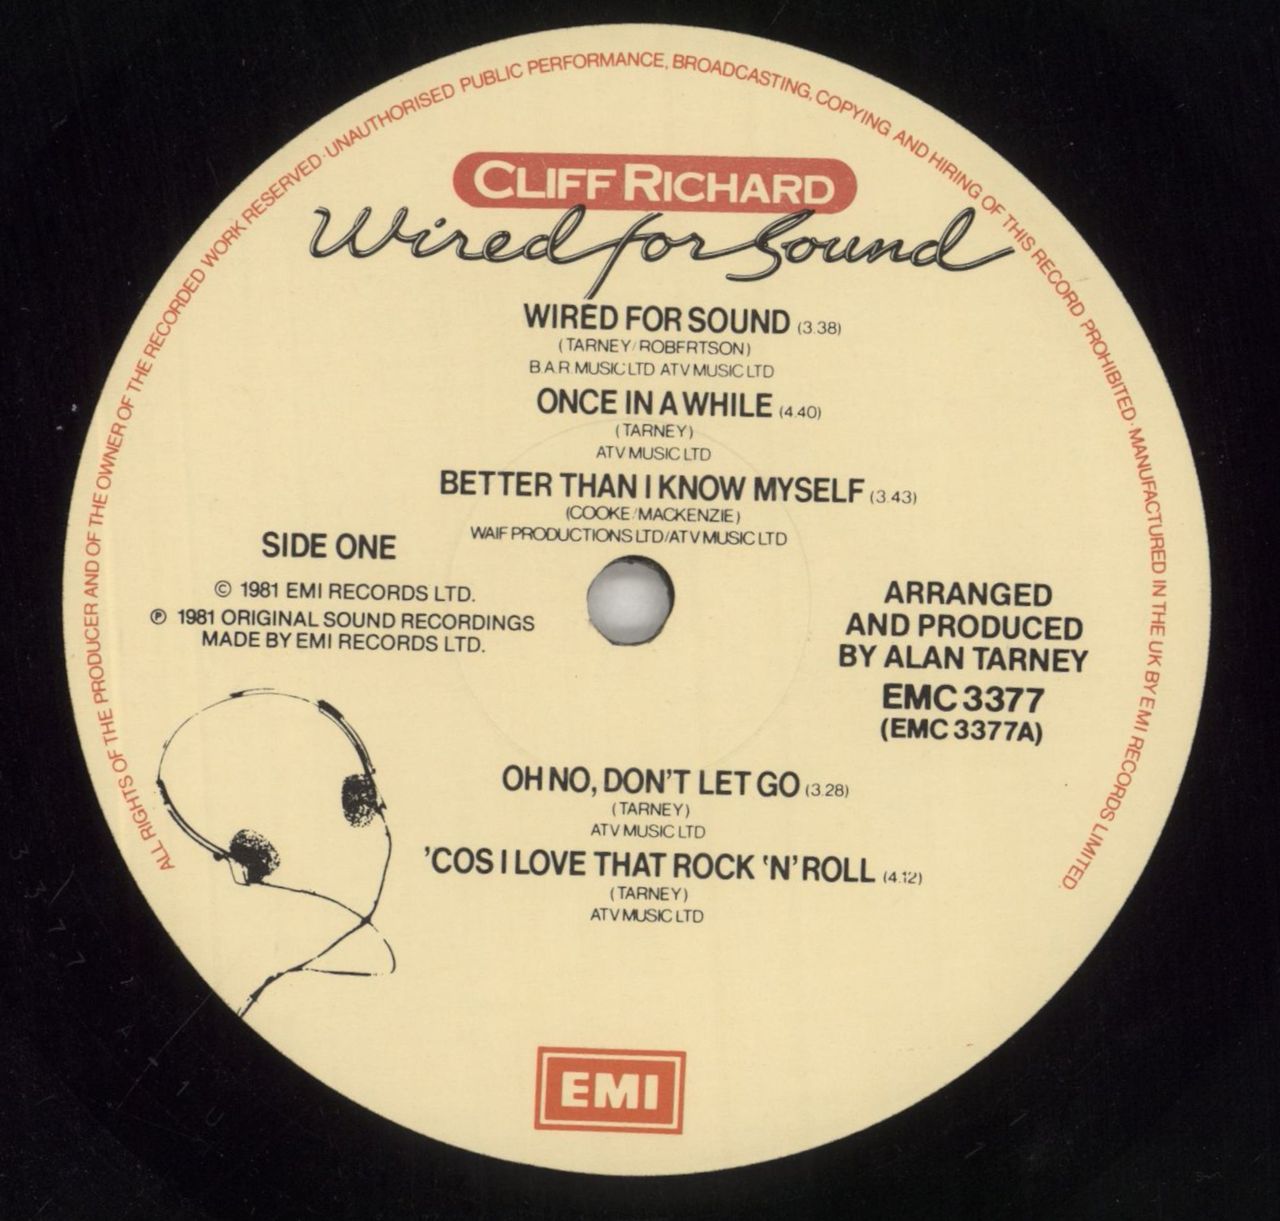 ALL RIGHTS OF THE PRODUCER AND OF THE OWNER OF THE RECORDED WORK RESERVED · UNAUTHORISED PUBLIC PERFORMANCE, BROADCASTING, COPYING AND HIRING OF THIS RECORD PROHIBITED · MANUFACTURED IN THE UK BY EMI RECORDS LIMITED.
CLIFF RICHARD
Wired for Sound
WIRED FOR SOUND (3.38)
(TARNEY/ROBERTSON)
B.A.R. MUSIC LTD ATV MUSIC LTD
ONCE IN A WHILE (4.40)
(TARNEY)
ATV MUSIC LTD
BETTER THAN I KNOW MYSELF (3.43)
(COOKE/MACKENZIE)
WAIF PRODUCTIONS LTD/ATV MUSIC LTD
SIDE ONE
© 1981 EMI RECORDS LTD.
℗ 1981 ORIGINAL SOUND RECORDINGS
MADE BY EMI RECORDS LTD.
ARRANGED
AND PRODUCED
BY ALAN TARNEY
EMC 3377
(EMC 3377A)
OH NO, DON'T LET GO (3.28)
(TARNEY)
ATV MUSIC LTD
'COS I LOVE THAT ROCK 'N' ROLL (4.12)
(TARNEY)
ATV MUSIC LTD
EMI